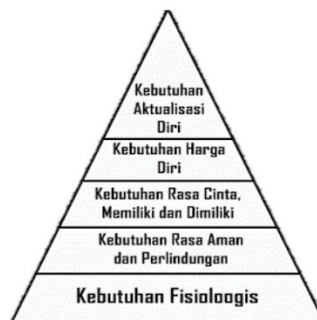 Kebutuhan
Aktualisasi
Diri
Kebutuhan Harga
Diri
Kebutuhan Rasa Cinta,
Memiliki dan Dimiliki
Kebutuhan Rasa Aman
dan Perlindungan
Kebutuhan Fisioloogis